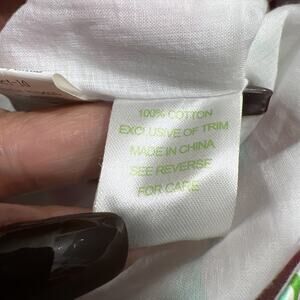 100% COTTON
EXCLUSIVE OF TRIM
MADE IN CHINA
SEE REVERSE
FOR CARE